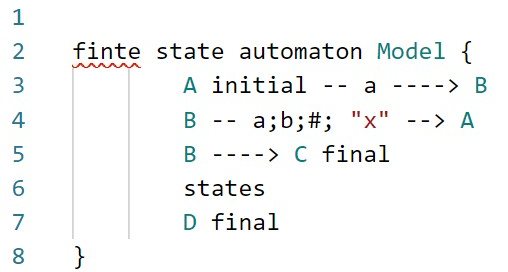 1
2 finte state automaton Model {
3 A initial -- a ----> B
4 B -- a;b;#; "x" --> A
5 B ----> C final
6 states
7 D final
8 }